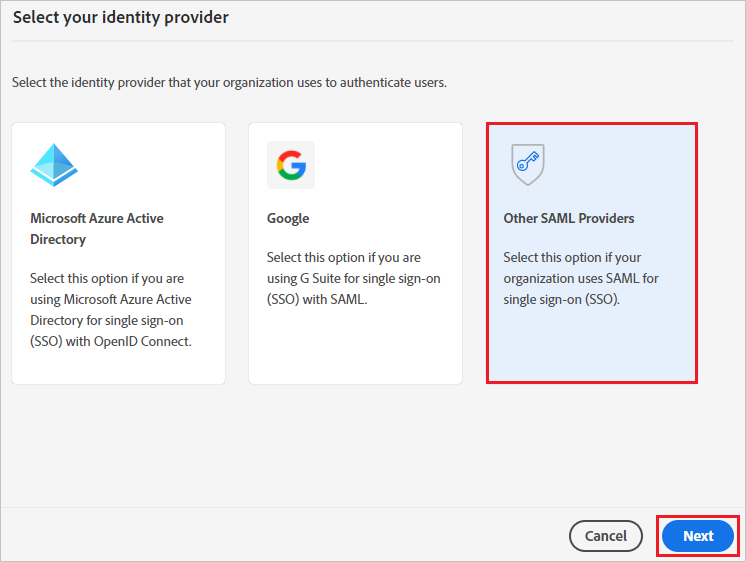 Select your identity provider
Select the identity provider that your organization uses to authenticate users.
Microsoft Azure Active
Directory
Select this option if you are
using Microsoft Azure Active
Directory for single sign-on
(SSO) with OpenID Connect.
Google
Select this option if you are
using G Suite for single sign-on
(SSO) with SAML.
Other SAML Providers
Select this option if your
organization uses SAML for
single sign-on (SSO).
Cancel
Next